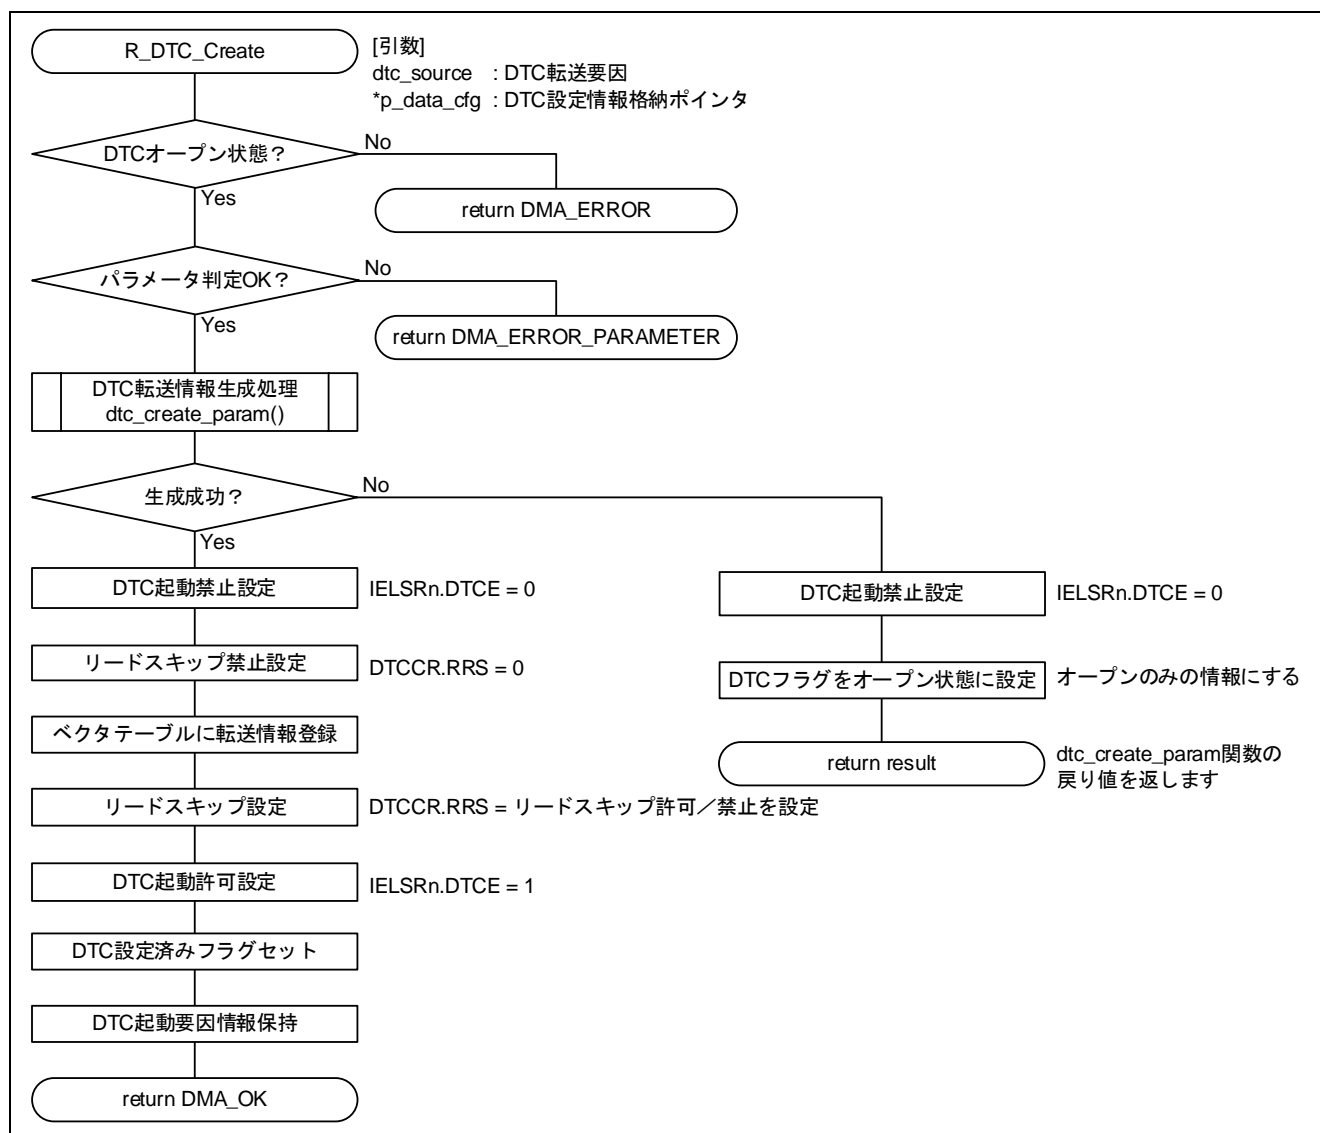 R_DTC_Create
[引数]
dtc_source : DTC転送要因
*p_data_cfg : DTC設定情報格納ポインタ
DTCオープン状態？
No
Yes
return DMA_ERROR
パラメータ判定OK？
No
Yes
return DMA_ERROR_PARAMETER
DTC転送情報生成処理
dtc_create_param()
生成成功？
No
Yes
DTC起動禁止設定
IELSRn.DTCE = 0
リードスキップ禁止設定
DTCCR.RRS = 0
ベクタテーブルに転送情報登録
リードスキップ設定
DTCCR.RRS = リードスキップ許可／禁止を設定
DTC起動許可設定
IELSRn.DTCE = 1
DTC設定済みフラグセット
DTC起動要因情報保持
return DMA_OK
DTC起動禁止設定
IELSRn.DTCE = 0
DTCフラグをオープン状態に設定
オープンのみの情報にする
return result
dtc_create_param関数の
戻り値を返します